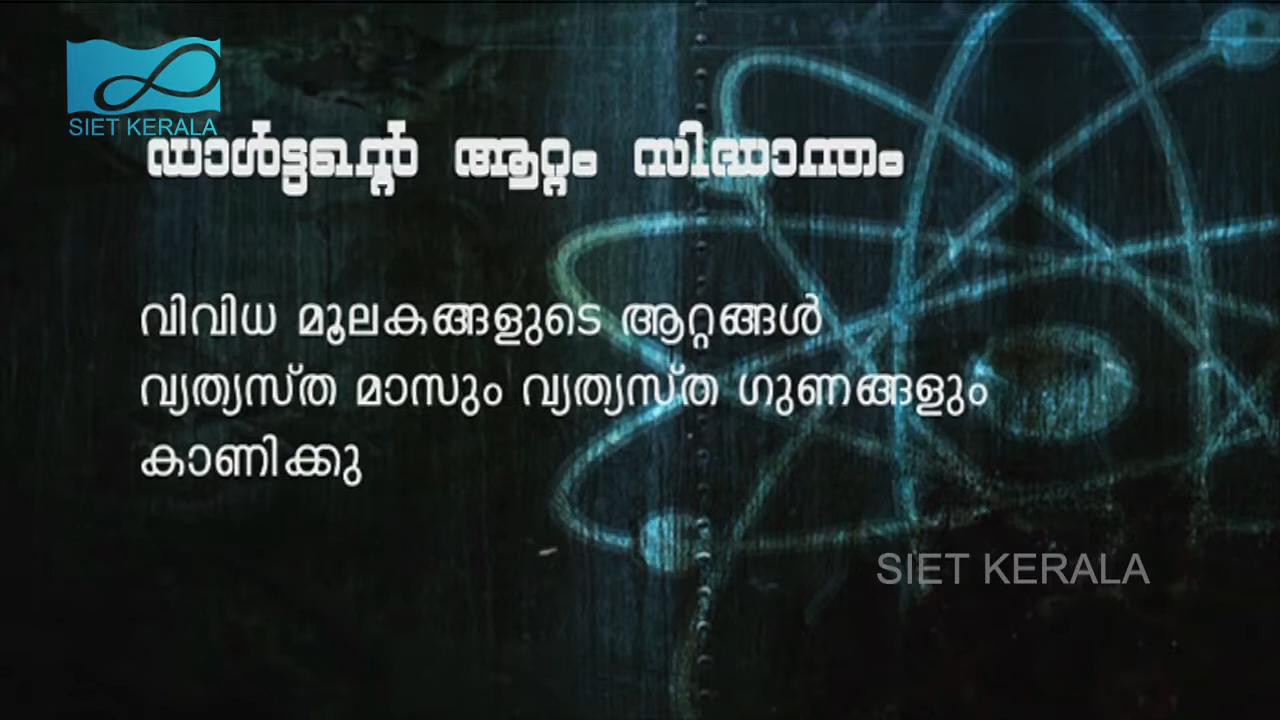 SIET KERALA
ഡാൾട്ടന്റെ ആറ്റം സിദ്ധാന്തം
വിവിധ മൂലകങ്ങളുടെ ആറ്റങ്ങൾ
വ്യത്യസ്ത മാസും വ്യത്യസ്ത ഗുണങ്ങളും
കാണിക്കു
SIET KERALA